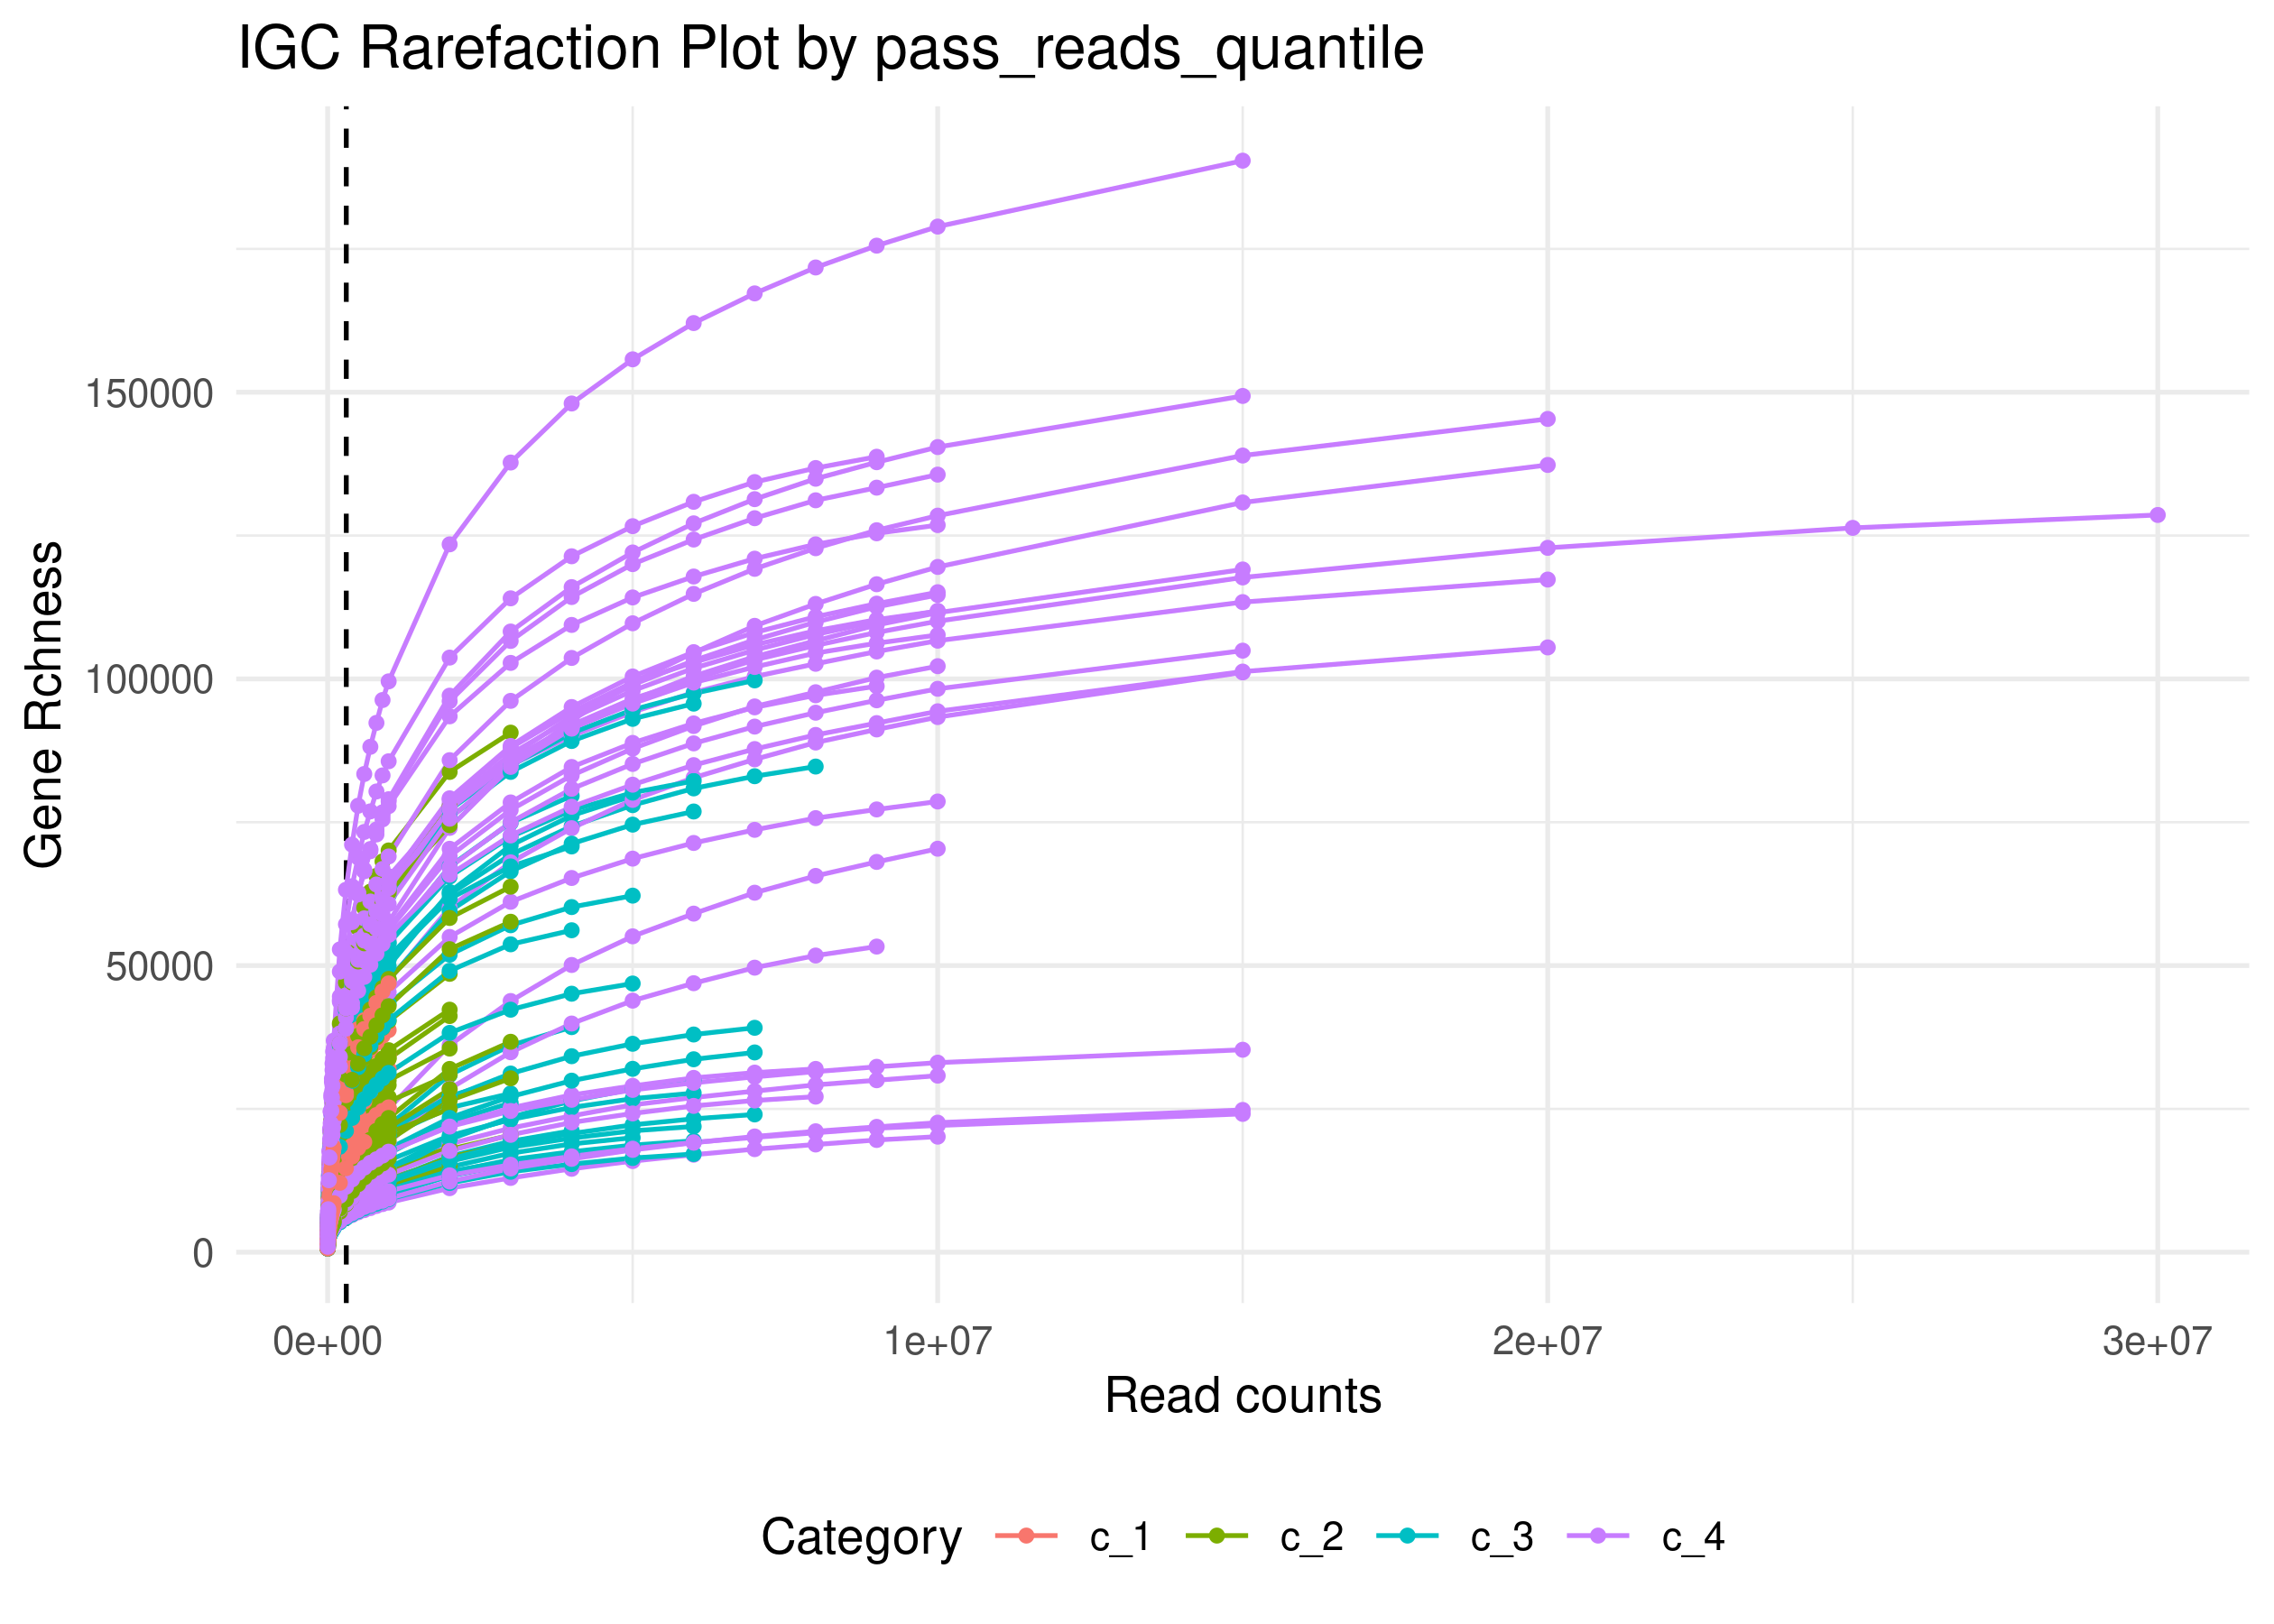 IGC Rarefaction Plot by pass_reads_quantile
150000
100000
50000
0
Gene Rchness
0e+00 1e+07 2e+07 3e+07
Read counts
Category c_1 c_2 c_3 c_4